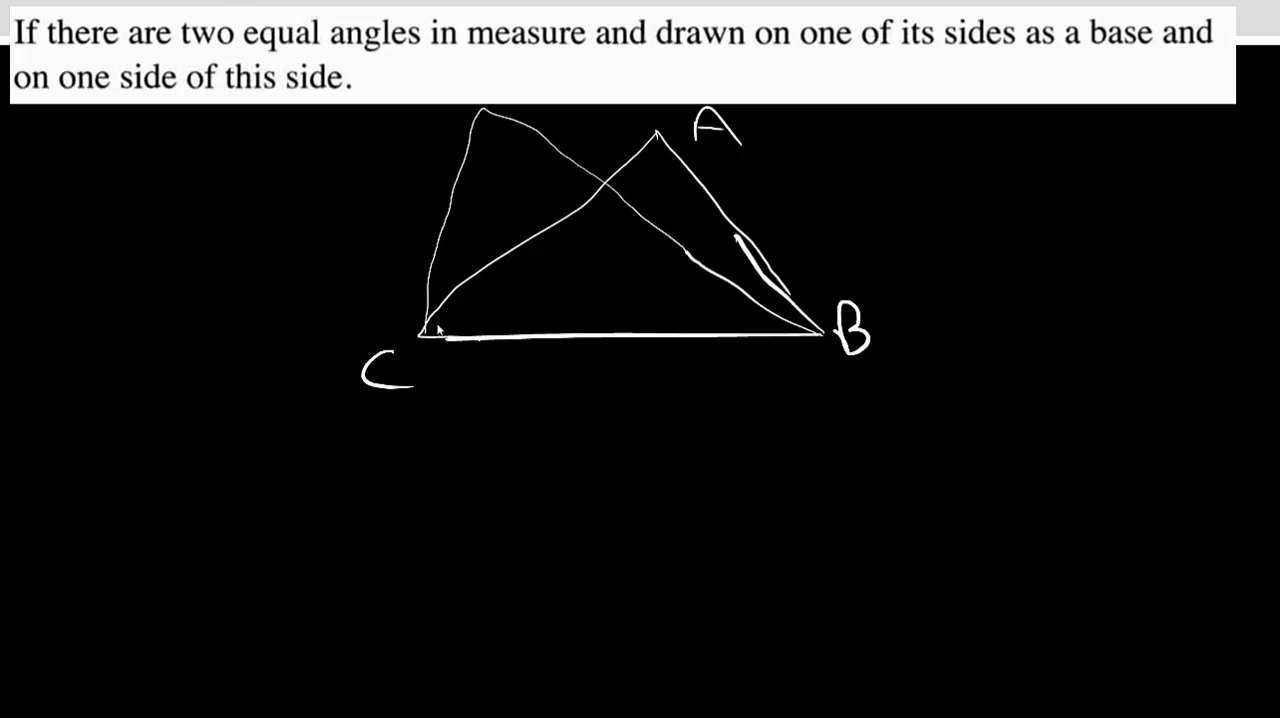 If there are two equal angles in measure and drawn on one of its sides as a base and
on one side of this side.
A
B
C